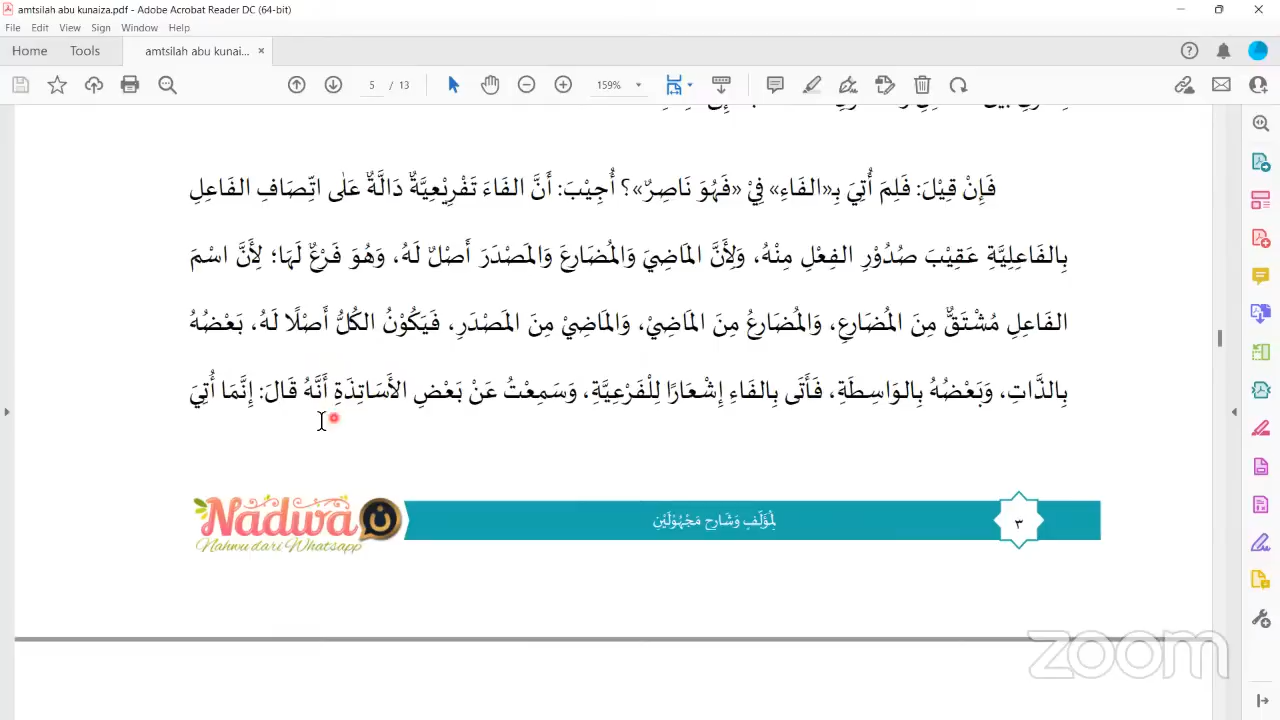 amtsilah abu kunaiza.pdf - Adobe Acrobat Reader DC (64-bit)
File Edit View Sign Window Help
Home Tools amtsilah abu kunai... ×
5 / 13 159%
فَإِنْ قِيْلَ: فَلِمَ أُتِيَ بِـ«الفَاءِ» فِيْ «فَهُوَ نَاصِرٌ»؟ أُجِيْبَ: أَنَّ الفَاءَ تَفْرِيْعِيَّةٌ دَالَّةٌ عَلٰى اتِّصَافِ الفَاعِلِ
بِالفَاعِلِيَّةِ عَقِيْبَ صُدُوْرِ الفِعْلِ مِنْهُ، وَلِأَنَّ المَاضِيَ وَالمُضَارِعَ وَالمَصْدَرَ أَصْلٌ لَهُ، وَهُوَ فَرْعٌ لَهَا؛ لِأَنَّ اسْمَ
الفَاعِلِ مُشْتَقٌّ مِنَ المُضَارِعِ، وَالمُضَارِعُ مِنَ المَاضِيْ، وَالمَاضِيْ مِنَ المَصْدَرِ، فَيَكُوْنُ الكُلُّ أَصْلًا لَهُ، بَعْضُهُ
بِالذَّاتِ، وَبَعْضُهُ بِالوَاسِطَةِ، فَأَتَى بِالفَاءِ إِشْعَارًا لِلْفَرْعِيَّةِ، وَسَمِعْتُ عَنْ بَعْضِ الأَسَاتِذَةِ أَنَّهُ قَالَ: إِنَّمَا أُتِيَ
Nadwa ن
Nahwu dari Whatsapp
لِمُؤَلِّفٍ وَشَارِحٍ مَجْهُوْلَيْنِ
٣
zoom